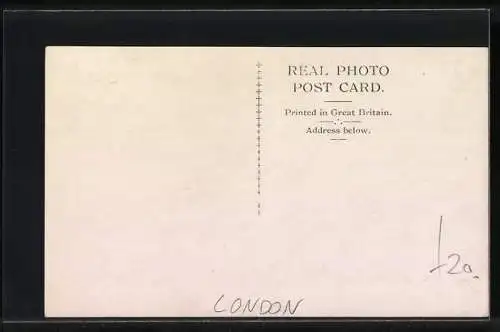 REAL PHOTO
POST CARD.
Printed in Great Britain.
Address below.
LONDON